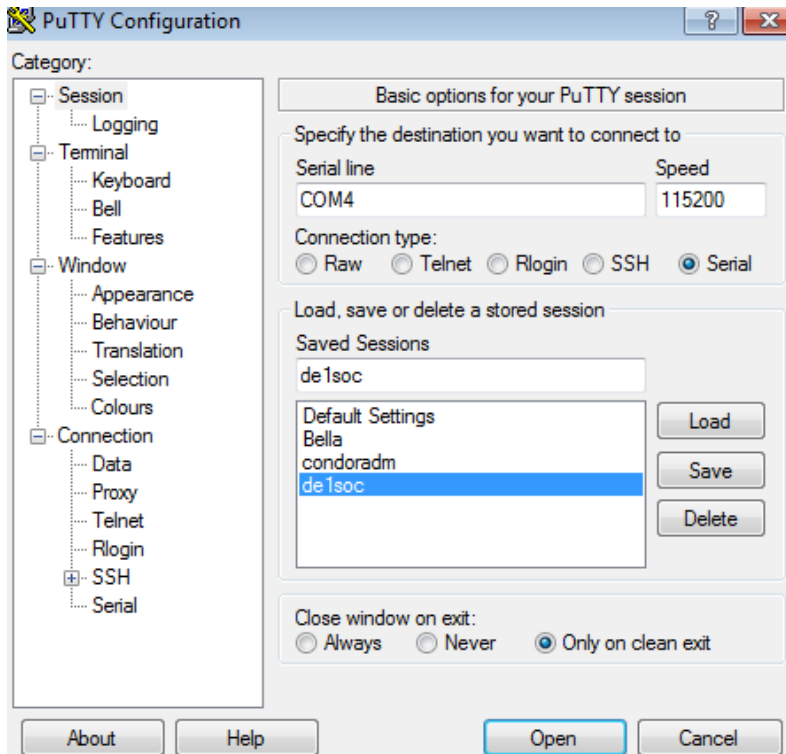 PuTTY Configuration
Category:
Session
Logging
Terminal
Keyboard
Bell
Features
Window
Appearance
Behaviour
Translation
Selection
Colours
Connection
Data
Proxy
Telnet
Rlogin
SSH
Serial
Basic options for your PuTTY session
Specify the destination you want to connect to
Serial line Speed
COM4 115200
Connection type:
Raw Telnet Rlogin SSH Serial
Load, save or delete a stored session
Saved Sessions
de1soc
Default Settings
Bella
condoradm
de1soc
Load
Save
Delete
Close window on exit:
Always Never Only on clean exit
About Help Open Cancel